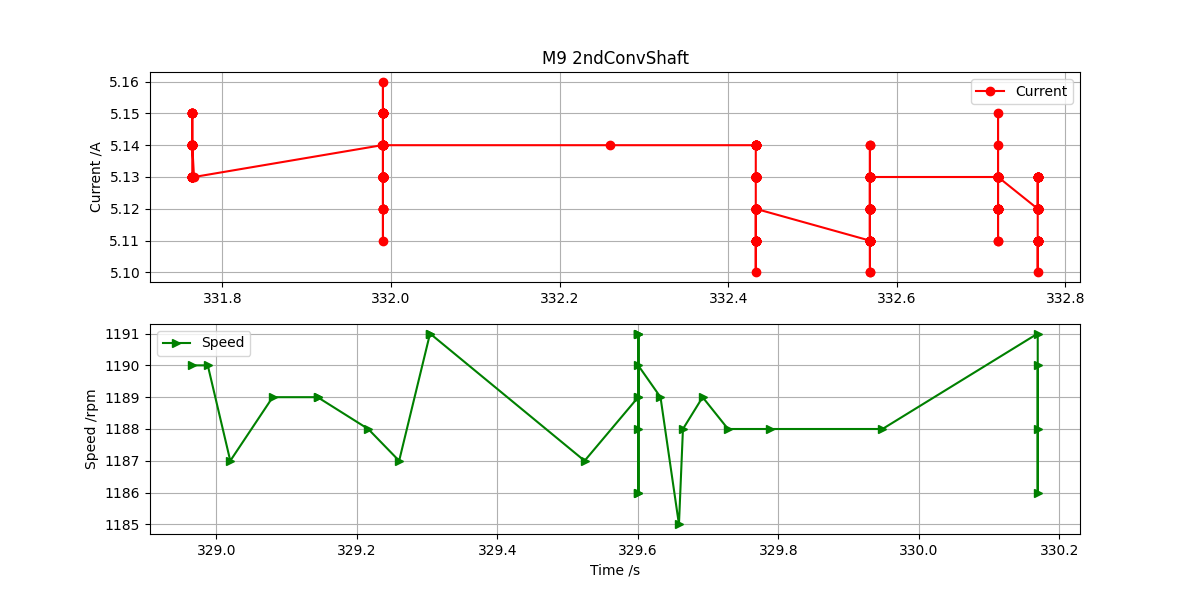 M9 2ndConvShaft
Current /A
5.16
5.15
5.14
5.13
5.12
5.11
5.10
Current
331.8 332.0 332.2 332.4 332.6 332.8
Speed /rpm
1191
1190
1189
1188
1187
1186
1185
Speed
329.0 329.2 329.4 329.6 329.8 330.0 330.2
Time /s